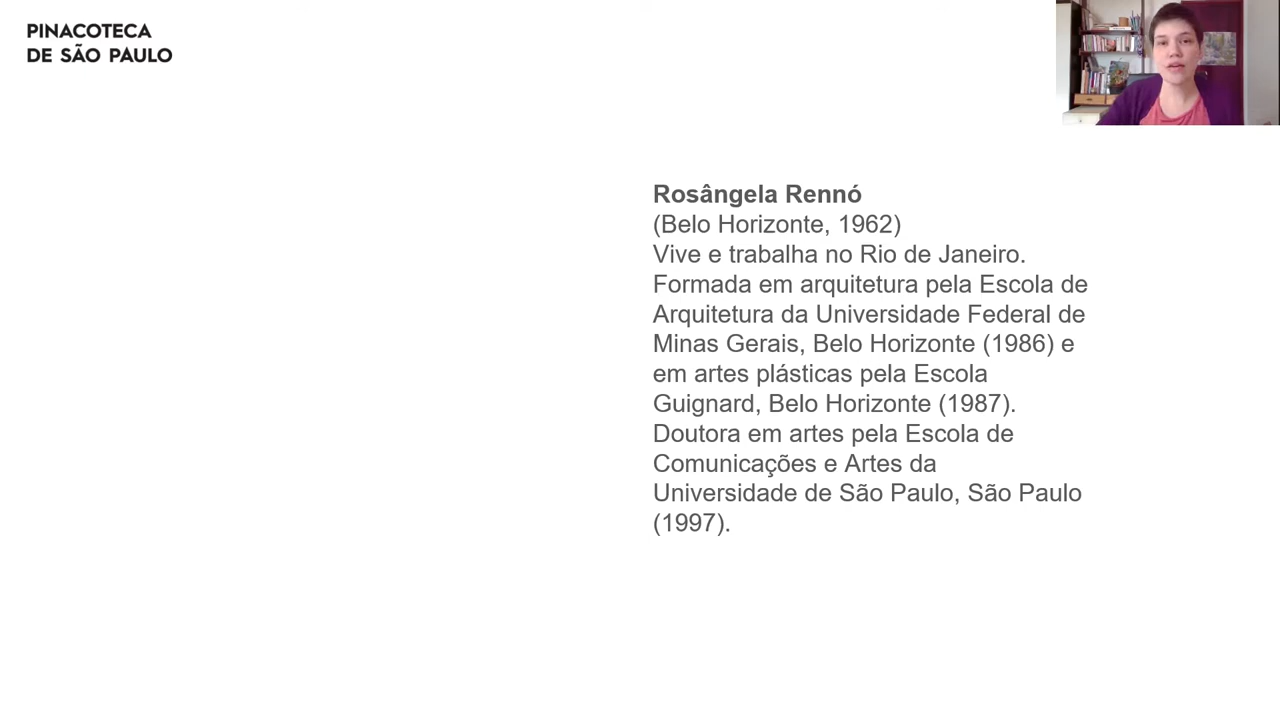 PINACOTECA
DE SÃO PAULO
Rosângela Rennó
(Belo Horizonte, 1962)
Vive e trabalha no Rio de Janeiro.
Formada em arquitetura pela Escola de
Arquitetura da Universidade Federal de
Minas Gerais, Belo Horizonte (1986) e
em artes plásticas pela Escola
Guignard, Belo Horizonte (1987).
Doutora em artes pela Escola de
Comunicações e Artes da
Universidade de São Paulo, São Paulo
(1997).